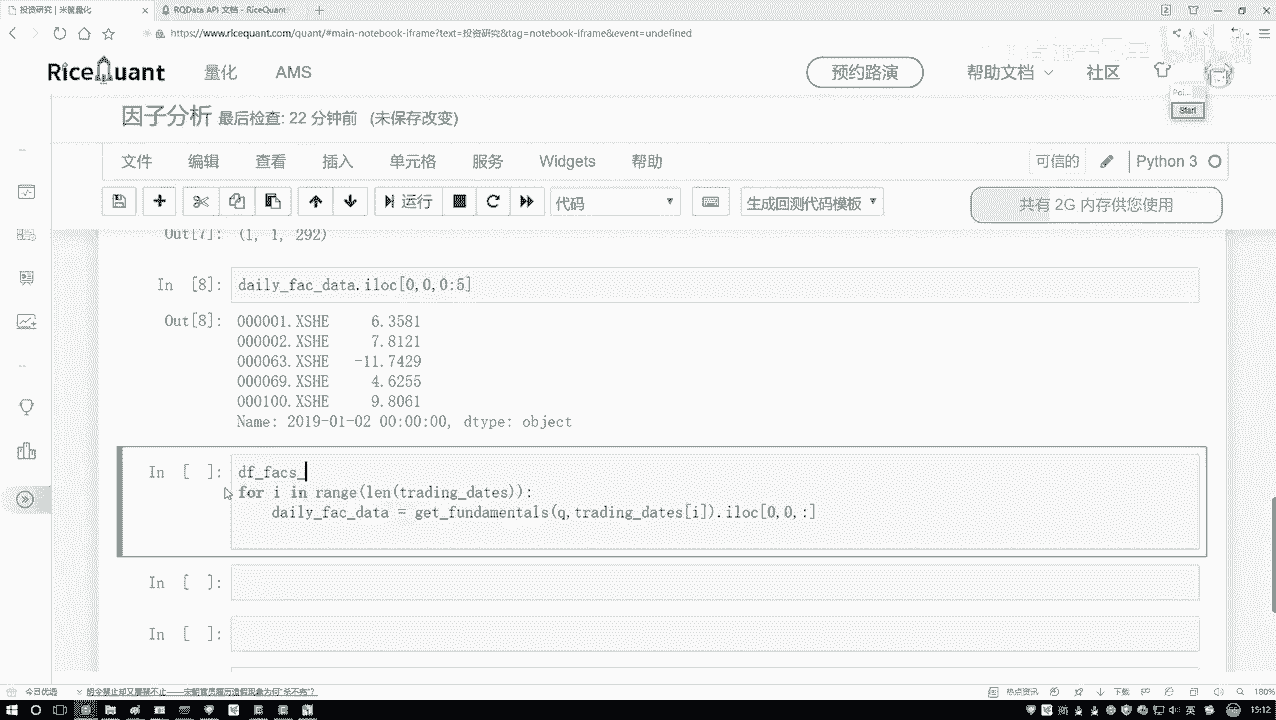 投资研究 | 米筐量化
RQData API 文档 - RiceQuant
https://www.ricequant.com/quant/#main-notebook-iframe?text=投资研究&tag=notebook-iframe&event=undefined
RiceQuant 量化 AMS 预约路演 帮助文档 社区
Start
因子分析 最后检查: 22 分钟前 (未保存改变)
文件 编辑 查看 插入 单元格 服务 Widgets 帮助 可信的 Python 3
运行 代码 生成回测代码模板 共有 2G 内存供您使用
Out[7]: (1, 1, 292)
In [8]: daily_fac_data.iloc[0,0,0:5]
Out[8]: 000001.XSHE 6.3581
000002.XSHE 7.8121
000063.XSHE -11.7429
000069.XSHE 4.6255
000100.XSHE 9.8061
Name: 2019-01-02 00:00:00, dtype: object
In [ ]: df_facs_
for i in range(len(trading_dates)):
daily_fac_data = get_fundamentals(q,trading_dates[i]).iloc[0,0,:]
In [ ]:
In [ ]:
今日优选
热点资讯 下载 180%
15:12